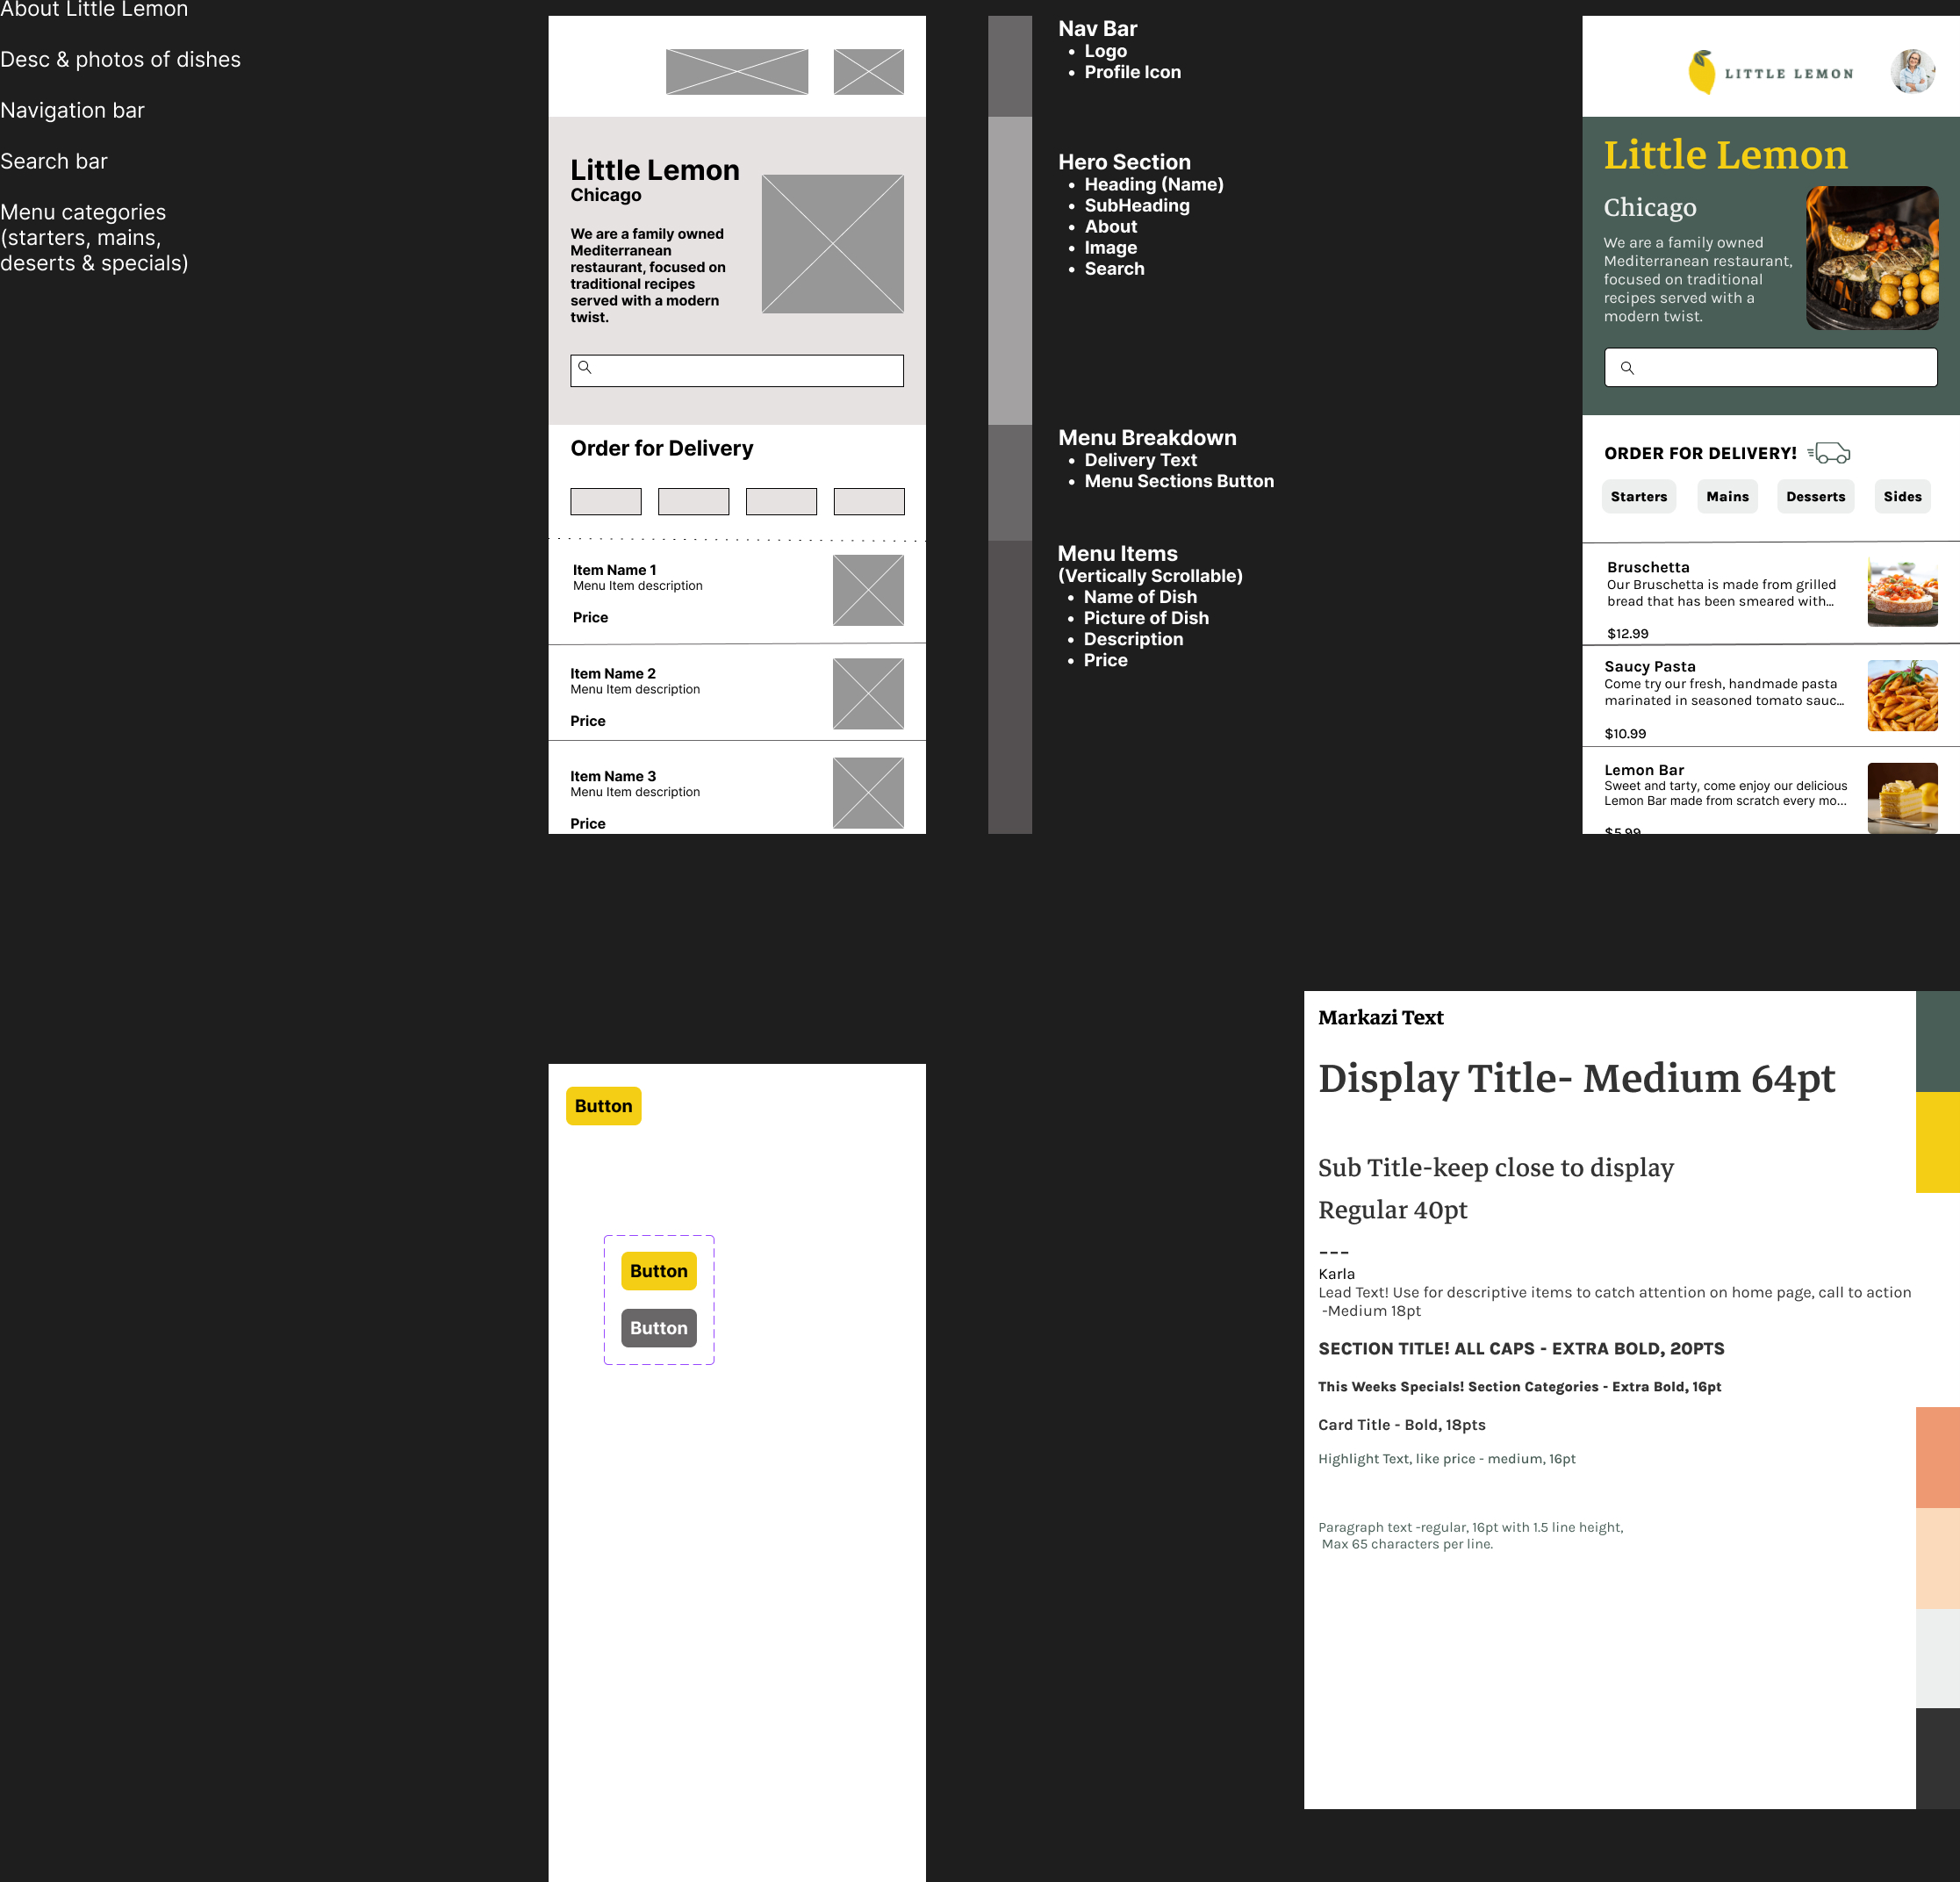 About Little Lemon
Desc & photos of dishes
Navigation bar
Search bar
Menu categories
(starters, mains,
deserts & specials)
Little Lemon
Chicago
We are a family owned
Mediterranean
restaurant, focused on
traditional recipes
served with a modern
twist.
Order for Delivery
Item Name 1
Menu Item description
Price
Item Name 2
Menu Item description
Price
Item Name 3
Menu Item description
Price
Nav Bar
• Logo
• Profile Icon
Hero Section
• Heading (Name)
• SubHeading
• About
• Image
• Search
Menu Breakdown
• Delivery Text
• Menu Sections Button
Menu Items
(Vertically Scrollable)
• Name of Dish
• Picture of Dish
• Description
• Price
LITTLE LEMON
Little Lemon
Chicago
We are a family owned
Mediterranean restaurant,
focused on traditional
recipes served with a
modern twist.
ORDER FOR DELIVERY!
Starters Mains Desserts Sides
Bruschetta
Our Bruschetta is made from grilled
bread that has been smeared with...
$12.99
Saucy Pasta
Come try our fresh, handmade pasta
marinated in seasoned tomato sauc...
$10.99
Lemon Bar
Sweet and tarty, come enjoy our delicious
Lemon Bar made from scratch every mo...
$5.99
Button
Button
Button
Markazi Text
Display Title- Medium 64pt
Sub Title-keep close to display
Regular 40pt
---
Karla
Lead Text! Use for descriptive items to catch attention on home page, call to action
-Medium 18pt
SECTION TITLE! ALL CAPS - EXTRA BOLD, 20PTS
This Weeks Specials! Section Categories - Extra Bold, 16pt
Card Title - Bold, 18pts
Highlight Text, like price - medium, 16pt
Paragraph text -regular, 16pt with 1.5 line height,
Max 65 characters per line.